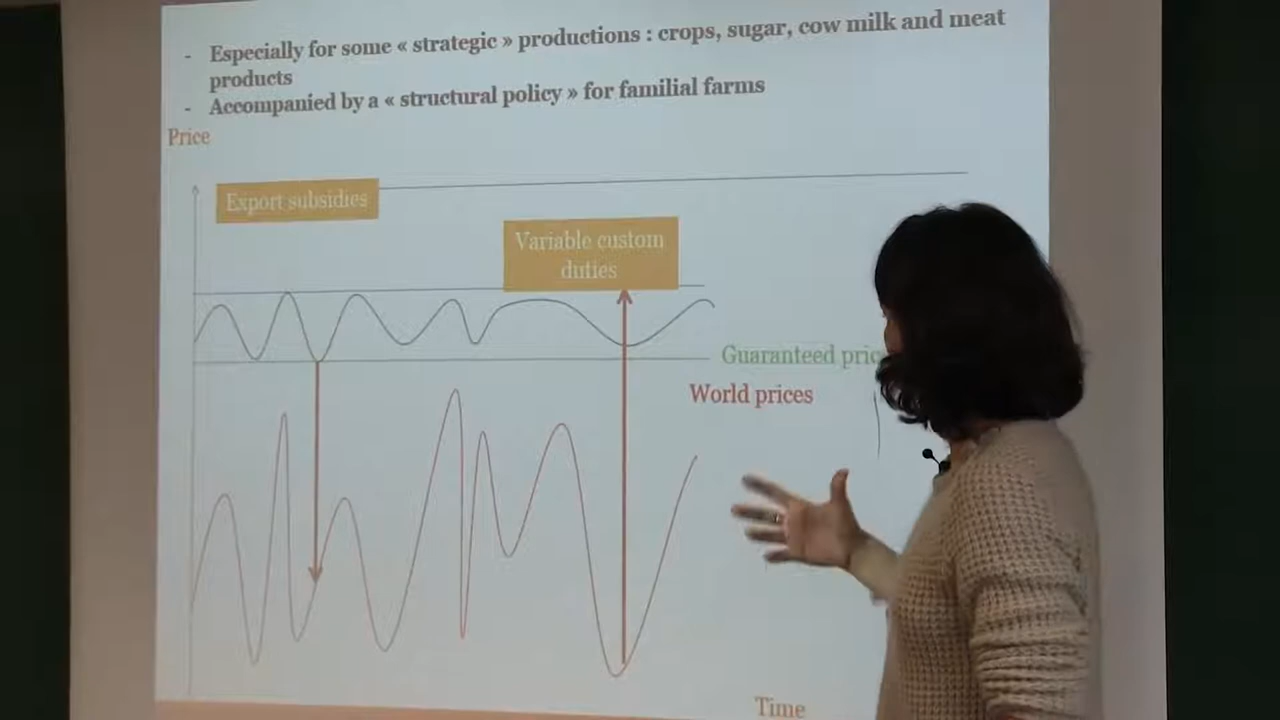 - Especially for some « strategic » productions : crops, sugar, cow milk and meat
products
- Accompanied by a « structural policy » for familial farms
Price
Export subsidies
Variable custom
duties
Guaranteed
World prices
Time